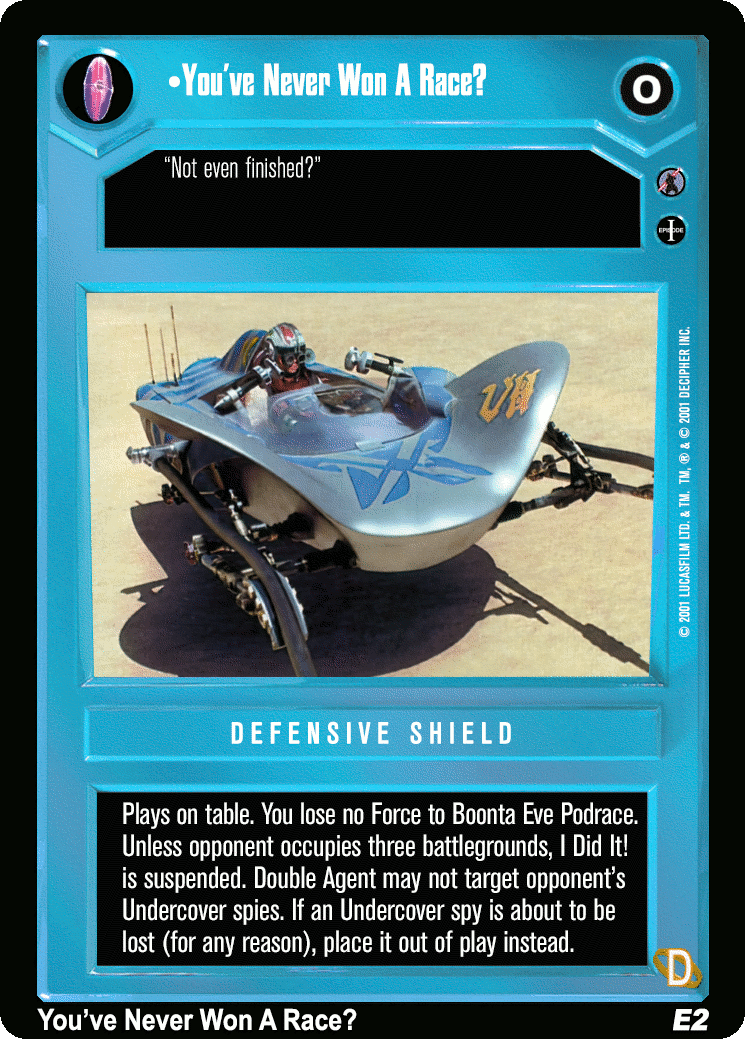 •You've Never Won A Race?
O
"Not even finished?"
EPISODE I
VII
© 2001 LUCASFILM LTD. & TM. TM, ® & © 2001 DECIPHER INC.
DEFENSIVE SHIELD
Plays on table. You lose no Force to Boonta Eve Podrace.
Unless opponent occupies three battlegrounds, I Did It!
is suspended. Double Agent may not target opponent's
Undercover spies. If an Undercover spy is about to be
lost (for any reason), place it out of play instead.
D
You've Never Won A Race?
E2